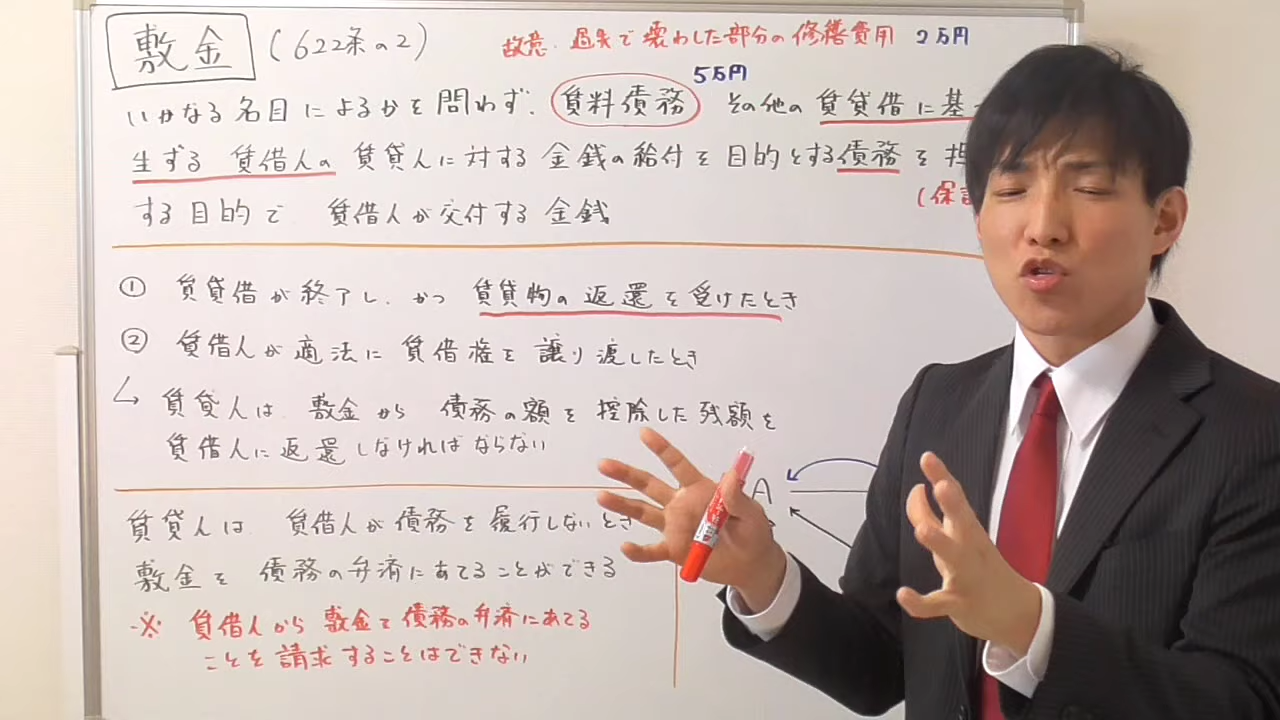 敷金 (622条の2)
故意・過失で壊わした部分の修繕費用 2万円
5万円
いかなる名目によるかを問わず、賃料債務 その他の賃貸借に基
生ずる 賃借人の賃貸人に対する金銭の給付を目的とする債務を担
(保証
する目的で 賃借人が交付する金銭
① 賃貸借が終了し、かつ 賃貸物の返還を受けたとき
② 賃借人が適法に賃借権を譲り渡したとき
↳ 賃貸人は、敷金から 債務の額を控除した残額を
賃借人に返還しなければならない
賃貸人は、賃借人が債務を履行しないとき
敷金を 債務の弁済にあてることができる
※ 賃借人から敷金で債務の弁済にあてる
ことを請求することはできない
A